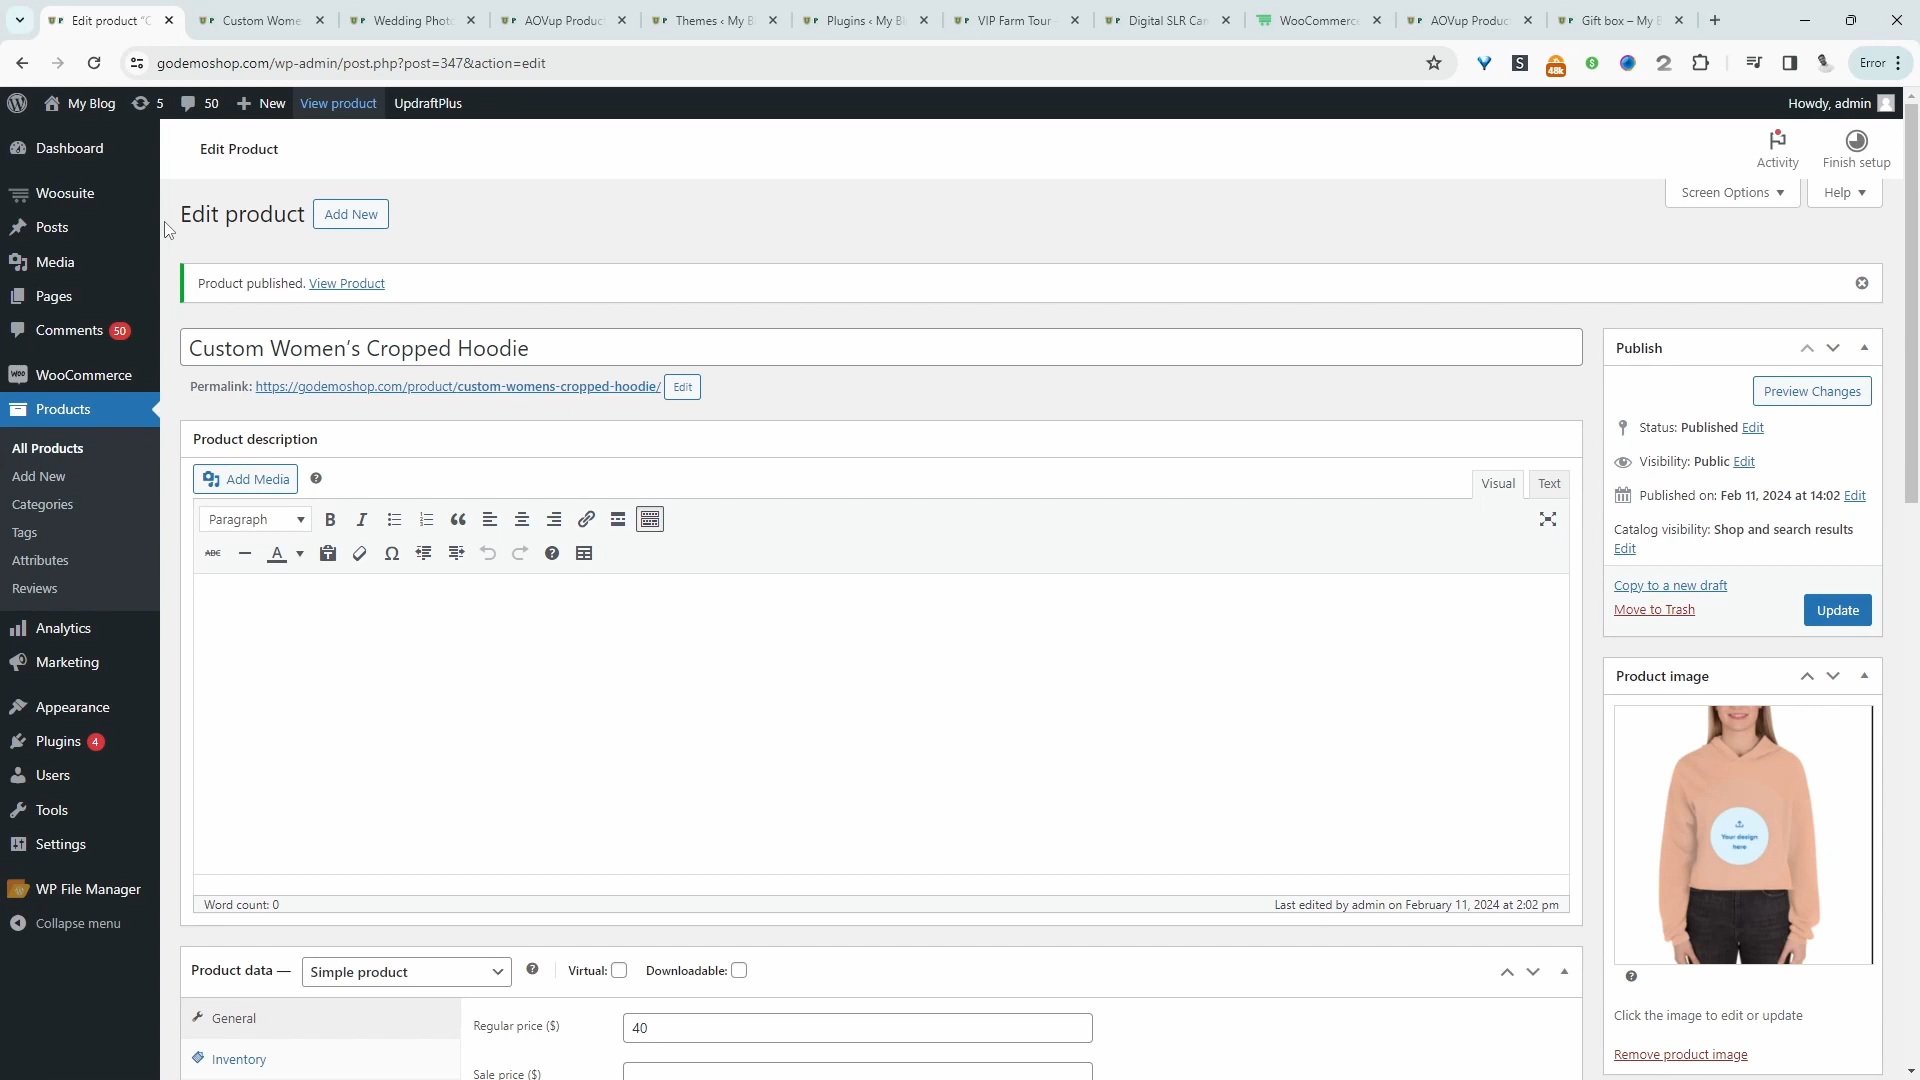 Edit product "C
Custom Wome
Wedding Phot
AOVup Produc
Themes ‹ My B
Plugins ‹ My Bl
VIP Farm Tour
Digital SLR Can
WooCommerce
AOVup Produc
Gift box – My B
godemoshop.com/wp-admin/post.php?post=347&action=edit
S
48k
Error
My Blog
5
50
New
View product
UpdraftPlus
Howdy, admin
Dashboard
Woosuite
Posts
Media
Pages
Comments 50
WooCommerce
Products
All Products
Add New
Categories
Tags
Attributes
Reviews
Analytics
Marketing
Appearance
Plugins 4
Users
Tools
Settings
WP File Manager
Collapse menu
Edit Product
Activity
Finish setup
Screen Options
Help
Edit product
Add New
Product published. View Product
Custom Women's Cropped Hoodie
Permalink: https://godemoshop.com/product/custom-womens-cropped-hoodie/ Edit
Product description
Add Media
Visual
Text
Paragraph
B
I
ABC
A
Ω
Word count: 0
Last edited by admin on February 11, 2024 at 2:02 pm
Product data —
Simple product
Virtual:
Downloadable:
General
Inventory
Regular price ($)
40
Sale price ($)
Publish
Preview Changes
Status: Published Edit
Visibility: Public Edit
Published on: Feb 11, 2024 at 14:02 Edit
Catalog visibility: Shop and search results
Edit
Copy to a new draft
Move to Trash
Update
Product image
Your design
here
Click the image to edit or update
Remove product image